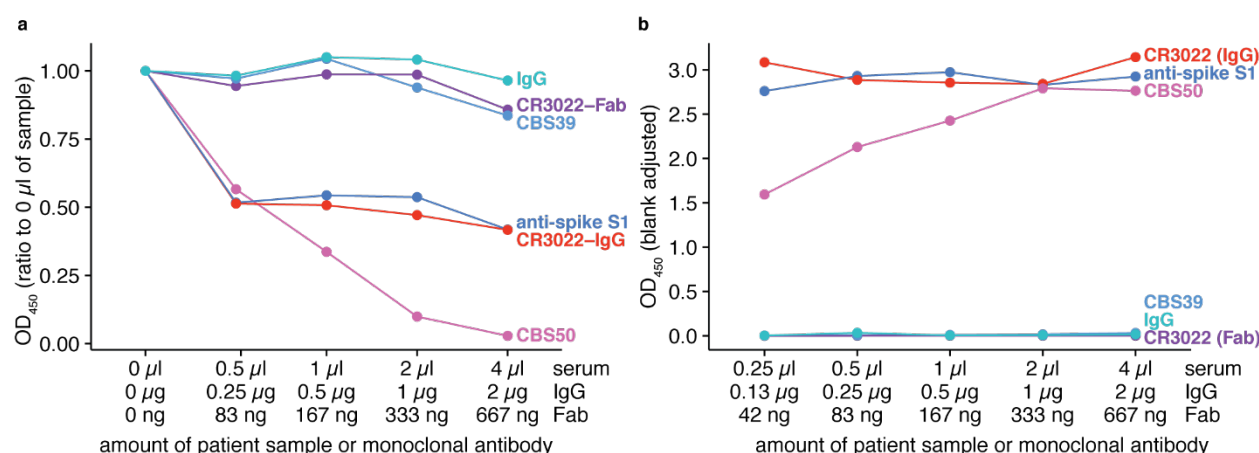 a
OD450 (ratio to 0 µl of sample)
1.00
0.75
0.50
0.25
0.00
IgG
CR3022–Fab
CBS39
anti-spike S1
CR3022–IgG
CBS50
0 µl 0.5 µl 1 µl 2 µl 4 µl serum
0 µg 0.25 µg 0.5 µg 1 µg 2 µg IgG
0 ng 83 ng 167 ng 333 ng 667 ng Fab
amount of patient sample or monoclonal antibody
b
OD450 (blank adjusted)
3.0
2.5
2.0
1.5
1.0
0.5
0.0
CR3022 (IgG)
anti-spike S1
CBS50
CBS39
IgG
CR3022 (Fab)
0.25 µl 0.5 µl 1 µl 2 µl 4 µl serum
0.13 µg 0.25 µg 0.5 µg 1 µg 2 µg IgG
42 ng 83 ng 167 ng 333 ng 667 ng Fab
amount of patient sample or monoclonal antibody